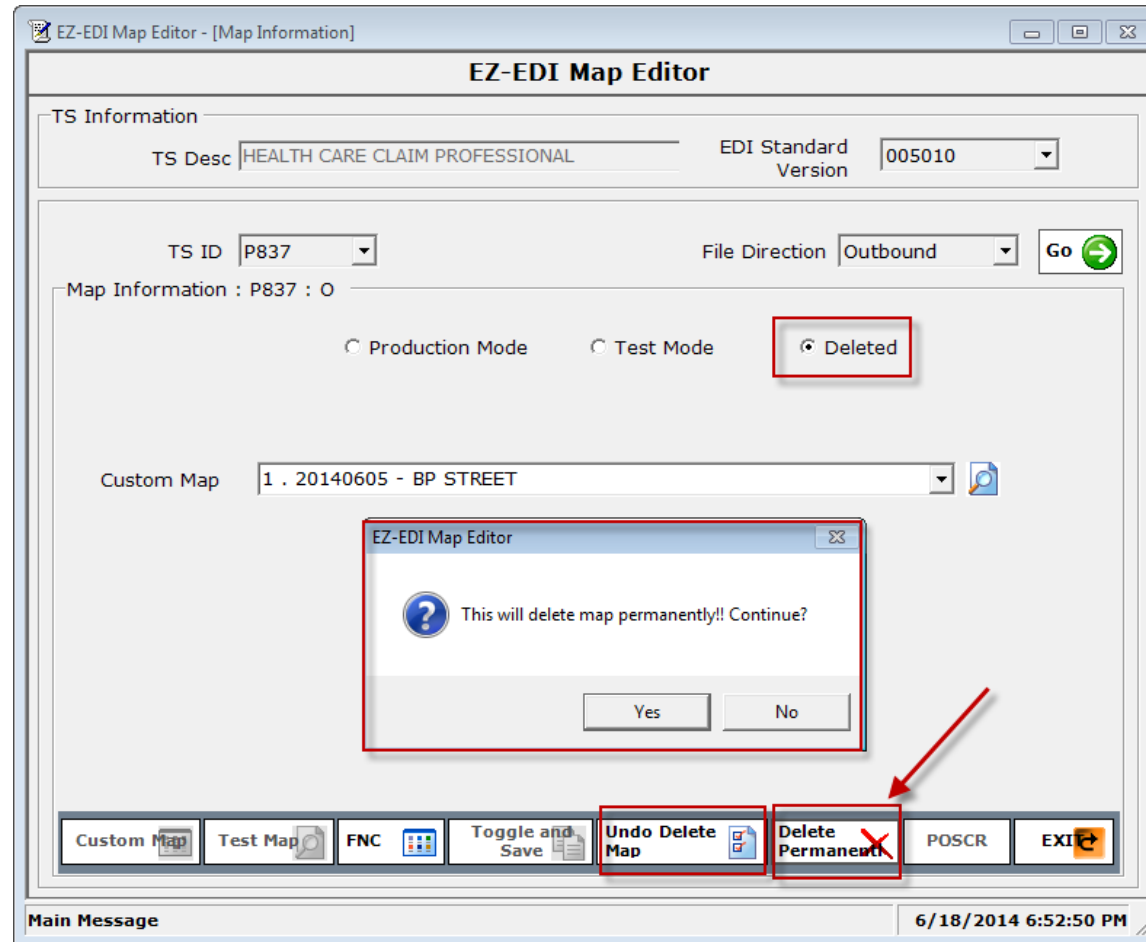 EZ-EDI Map Editor - [Map Information]
EZ-EDI Map Editor
TS Information
TS Desc HEALTH CARE CLAIM PROFESSIONAL
EDI Standard
Version
005010
TS ID P837
File Direction Outbound
Go
Map Information : P837 : O
Production Mode
Test Mode
Deleted
Custom Map
1 . 20140605 - BP STREET
EZ-EDI Map Editor
This will delete map permanently!! Continue?
Yes
No
Custom Map
Test Map
FNC
Toggle and
Save
Undo Delete
Map
Delete
Permanentl
POSCR
EXIT
Main Message
6/18/2014 6:52:50 PM